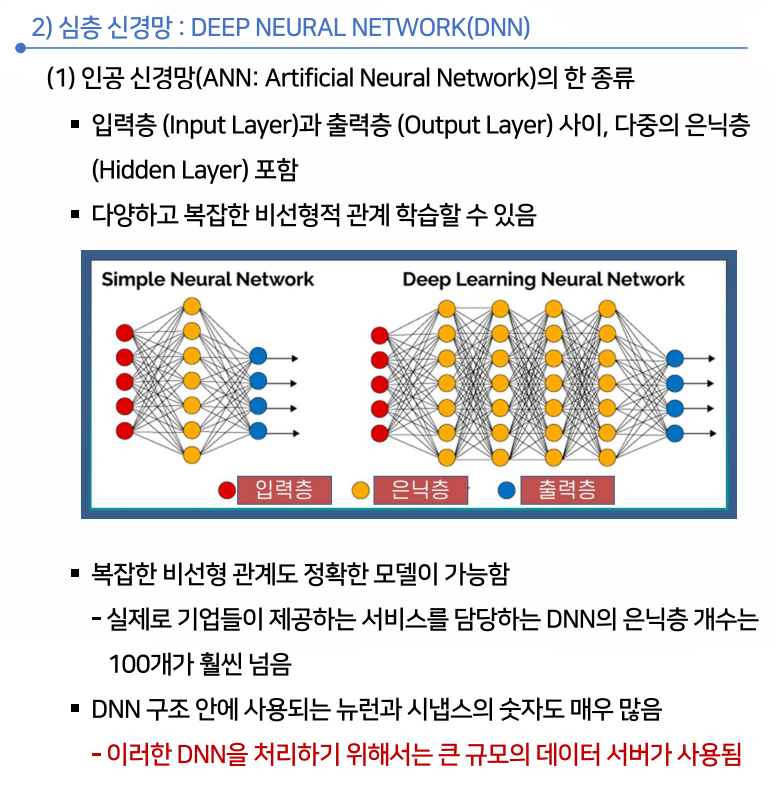 2) 심층 신경망 : DEEP NEURAL NETWORK(DNN)
(1) 인공 신경망(ANN: Artificial Neural Network)의 한 종류
▪ 입력층 (Input Layer)과 출력층 (Output Layer) 사이, 다중의 은닉층
(Hidden Layer) 포함
▪ 다양하고 복잡한 비선형적 관계 학습할 수 있음
Simple Neural Network
Deep Learning Neural Network
입력층
은닉층
출력층
▪ 복잡한 비선형 관계도 정확한 모델이 가능함
- 실제로 기업들이 제공하는 서비스를 담당하는 DNN의 은닉층 개수는
100개가 훨씬 넘음
▪ DNN 구조 안에 사용되는 뉴런과 시냅스의 숫자도 매우 많음
- 이러한 DNN을 처리하기 위해서는 큰 규모의 데이터 서버가 사용됨